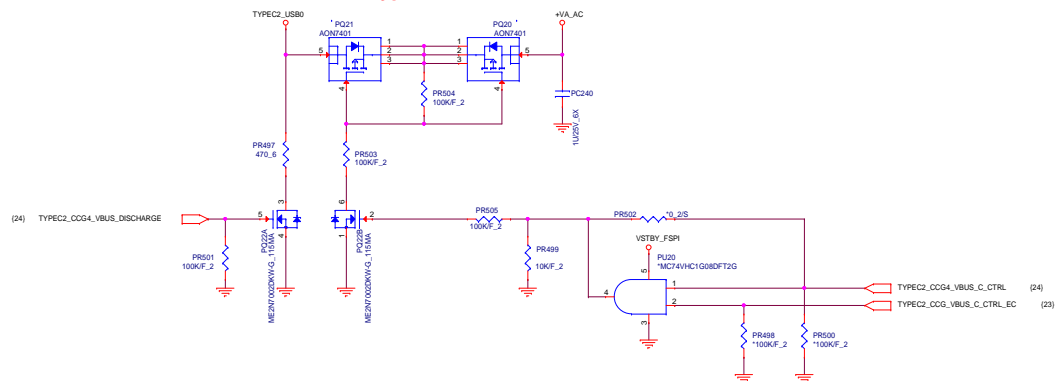 TYPEC2_USB0
PQ21
AON7401
PQ20
AON7401
+VA_AC
5
1
2
3
4
1
2
3
5
4
PR504
100K/F_2
PC240
1U/25V_6X
PR497
470_6
PR503
100K/F_2
(24) TYPEC2_CCG4_VBUS_DISCHARGE
5
3
4
PQ22A
ME2N7002DKW-G_115MA
6
2
1
PQ22B
ME2N7002DKW-G_115MA
PR501
100K/F_2
PR505
100K/F_2
PR499
10K/F_2
PR502
*0_2/S
VSTBY_FSPI
PU20
*MC74VHC1G08DFT2G
5
4
1
2
3
TYPEC2_CCG4_VBUS_C_CTRL (24)
TYPEC2_CCG_VBUS_C_CTRL_EC (23)
PR498
*100K/F_2
PR500
*100K/F_2